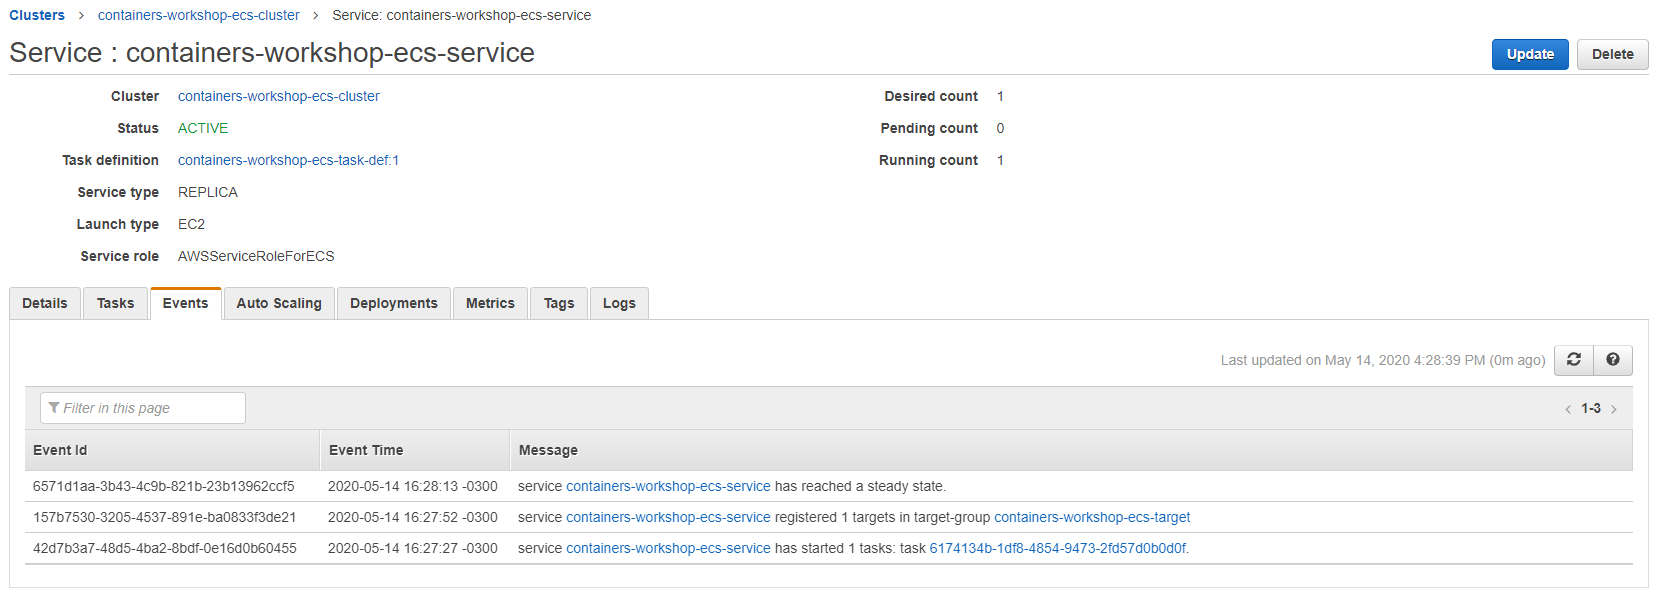 Clusters > containers-workshop-ecs-cluster > Service: containers-workshop-ecs-service
Service : containers-workshop-ecs-service
Update Delete
Cluster containers-workshop-ecs-cluster Desired count 1
Status ACTIVE Pending count 0
Task definition containers-workshop-ecs-task-def:1 Running count 1
Service type REPLICA
Launch type EC2
Service role AWSServiceRoleForECS
Details Tasks Events Auto Scaling Deployments Metrics Tags Logs
Last updated on May 14, 2020 4:28:39 PM (0m ago)
Filter in this page < 1-3 >
Event Id Event Time Message
6571d1aa-3b43-4c9b-821b-23b13962ccf5 2020-05-14 16:28:13 -0300 service containers-workshop-ecs-service has reached a steady state.
157b7530-3205-4537-891e-ba0833f3de21 2020-05-14 16:27:52 -0300 service containers-workshop-ecs-service registered 1 targets in target-group containers-workshop-ecs-target
42d7b3a7-48d5-4ba2-8bdf-0e16d0b60455 2020-05-14 16:27:27 -0300 service containers-workshop-ecs-service has started 1 tasks: task 6174134b-1df8-4854-9473-2fd57d0b0d0f.